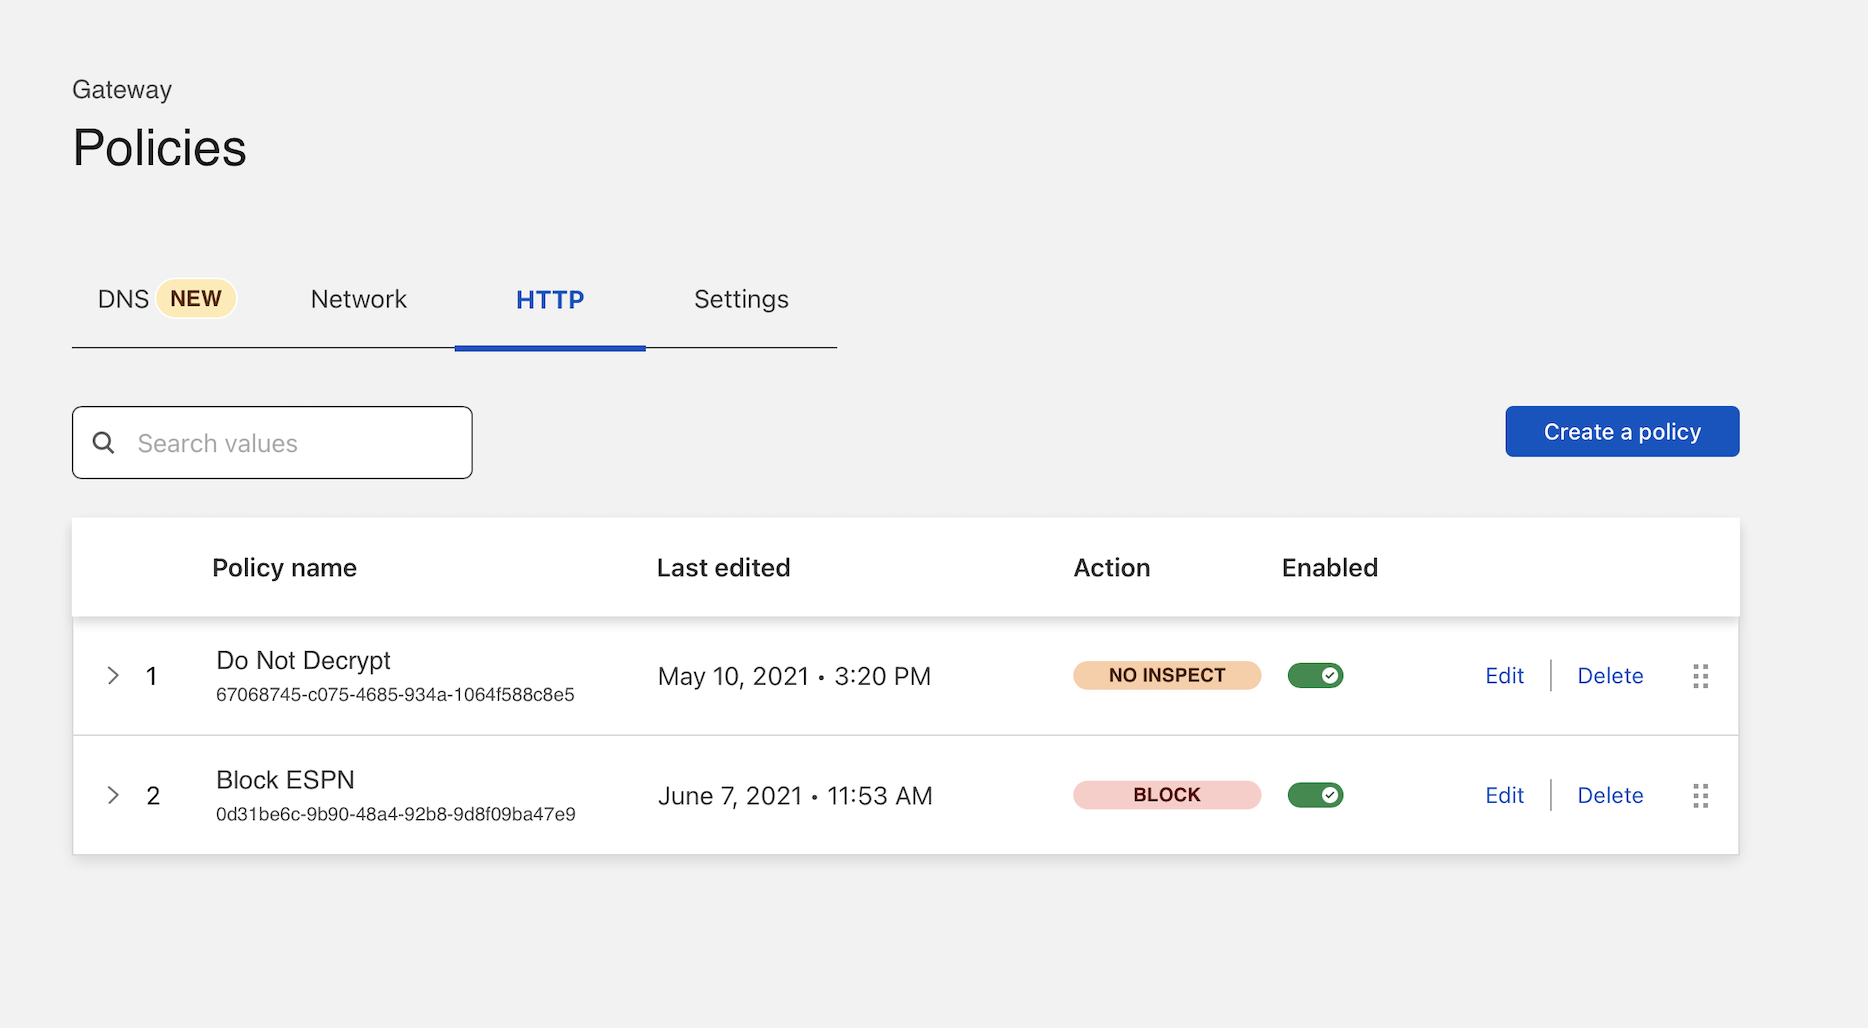 Gateway
Policies
DNS NEW Network HTTP Settings
Search values
Create a policy
Policy name Last edited Action Enabled
1 Do Not Decrypt May 10, 2021 • 3:20 PM NO INSPECT Edit Delete
67068745-c075-4685-934a-1064f588c8e5
2 Block ESPN June 7, 2021 • 11:53 AM BLOCK Edit Delete
0d31be6c-9b90-48a4-92b8-9d8f09ba47e9